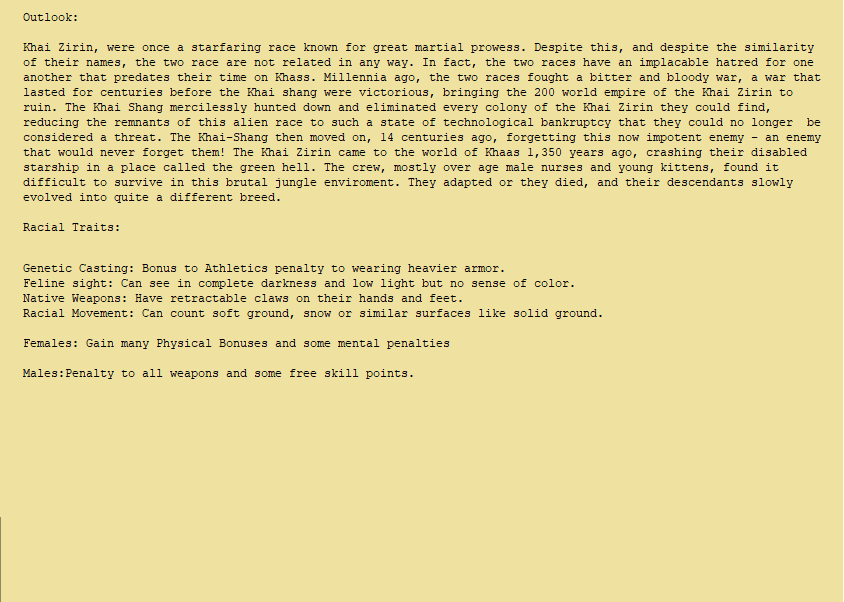 Outlook:
Khai Zirin, were once a starfaring race known for great martial prowess. Despite this, and despite the similarity
of their names, the two race are not related in any way. In fact, the two races have an implacable hatred for one
another that predates their time on Khass. Millennia ago, the two races fought a bitter and bloody war, a war that
lasted for centuries before the Khai shang were victorious, bringing the 200 world empire of the Khai Zirin to
ruin. The Khai Shang mercilessly hunted down and eliminated every colony of the Khai Zirin they could find,
reducing the remnants of this alien race to such a state of technological bankruptcy that they could no longer  be
considered a threat. The Khai-Shang then moved on, 14 centuries ago, forgetting this now impotent enemy - an enemy
that would never forget them! The Khai Zirin came to the world of Khaas 1,350 years ago, crashing their disabled
starship in a place called the green hell. The crew, mostly over age male nurses and young kittens, found it
difficult to survive in this brutal jungle enviroment. They adapted or they died, and their descendants slowly
evolved into quite a different breed.
Racial Traits:
Genetic Casting: Bonus to Athletics penalty to wearing heavier armor.
Feline sight: Can see in complete darkness and low light but no sense of color.
Native Weapons: Have retractable claws on their hands and feet.
Racial Movement: Can count soft ground, snow or similar surfaces like solid ground.
Females: Gain many Physical Bonuses and some mental penalties
Males:Penalty to all weapons and some free skill points.